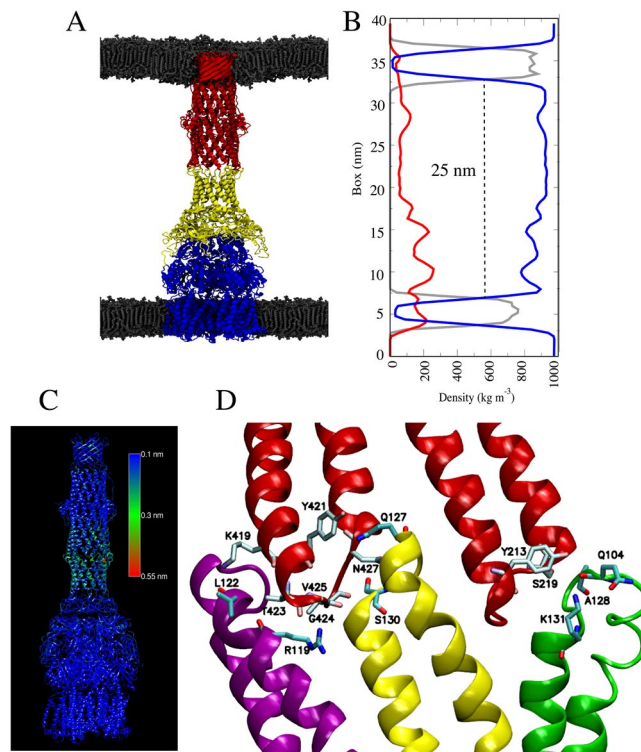 A
B
40
35
30
25
20
15
10
5
0
Box (nm)
25 nm
0
200
400
600
800
1000
Density (kg m-3)
C
0.1 nm
0.3 nm
0.55 nm
D
Y421
Q127
K419
N427
L122
V425
T423
G424
S130
R119
Y213
S219
Q104
A128
K131